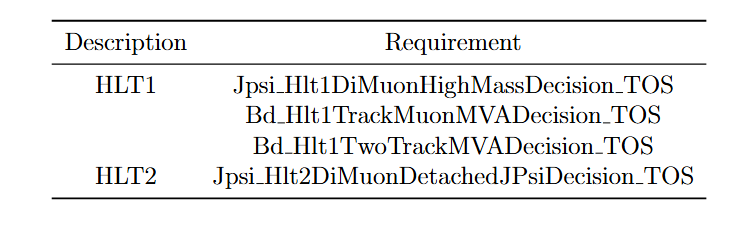 Description Requirement
HLT1 Jpsi_Hlt1DiMuonHighMassDecision_TOS
Bd_Hlt1TrackMuonMVADecision_TOS
Bd_Hlt1TwoTrackMVADecision_TOS
HLT2 Jpsi_Hlt2DiMuonDetachedJPsiDecision_TOS